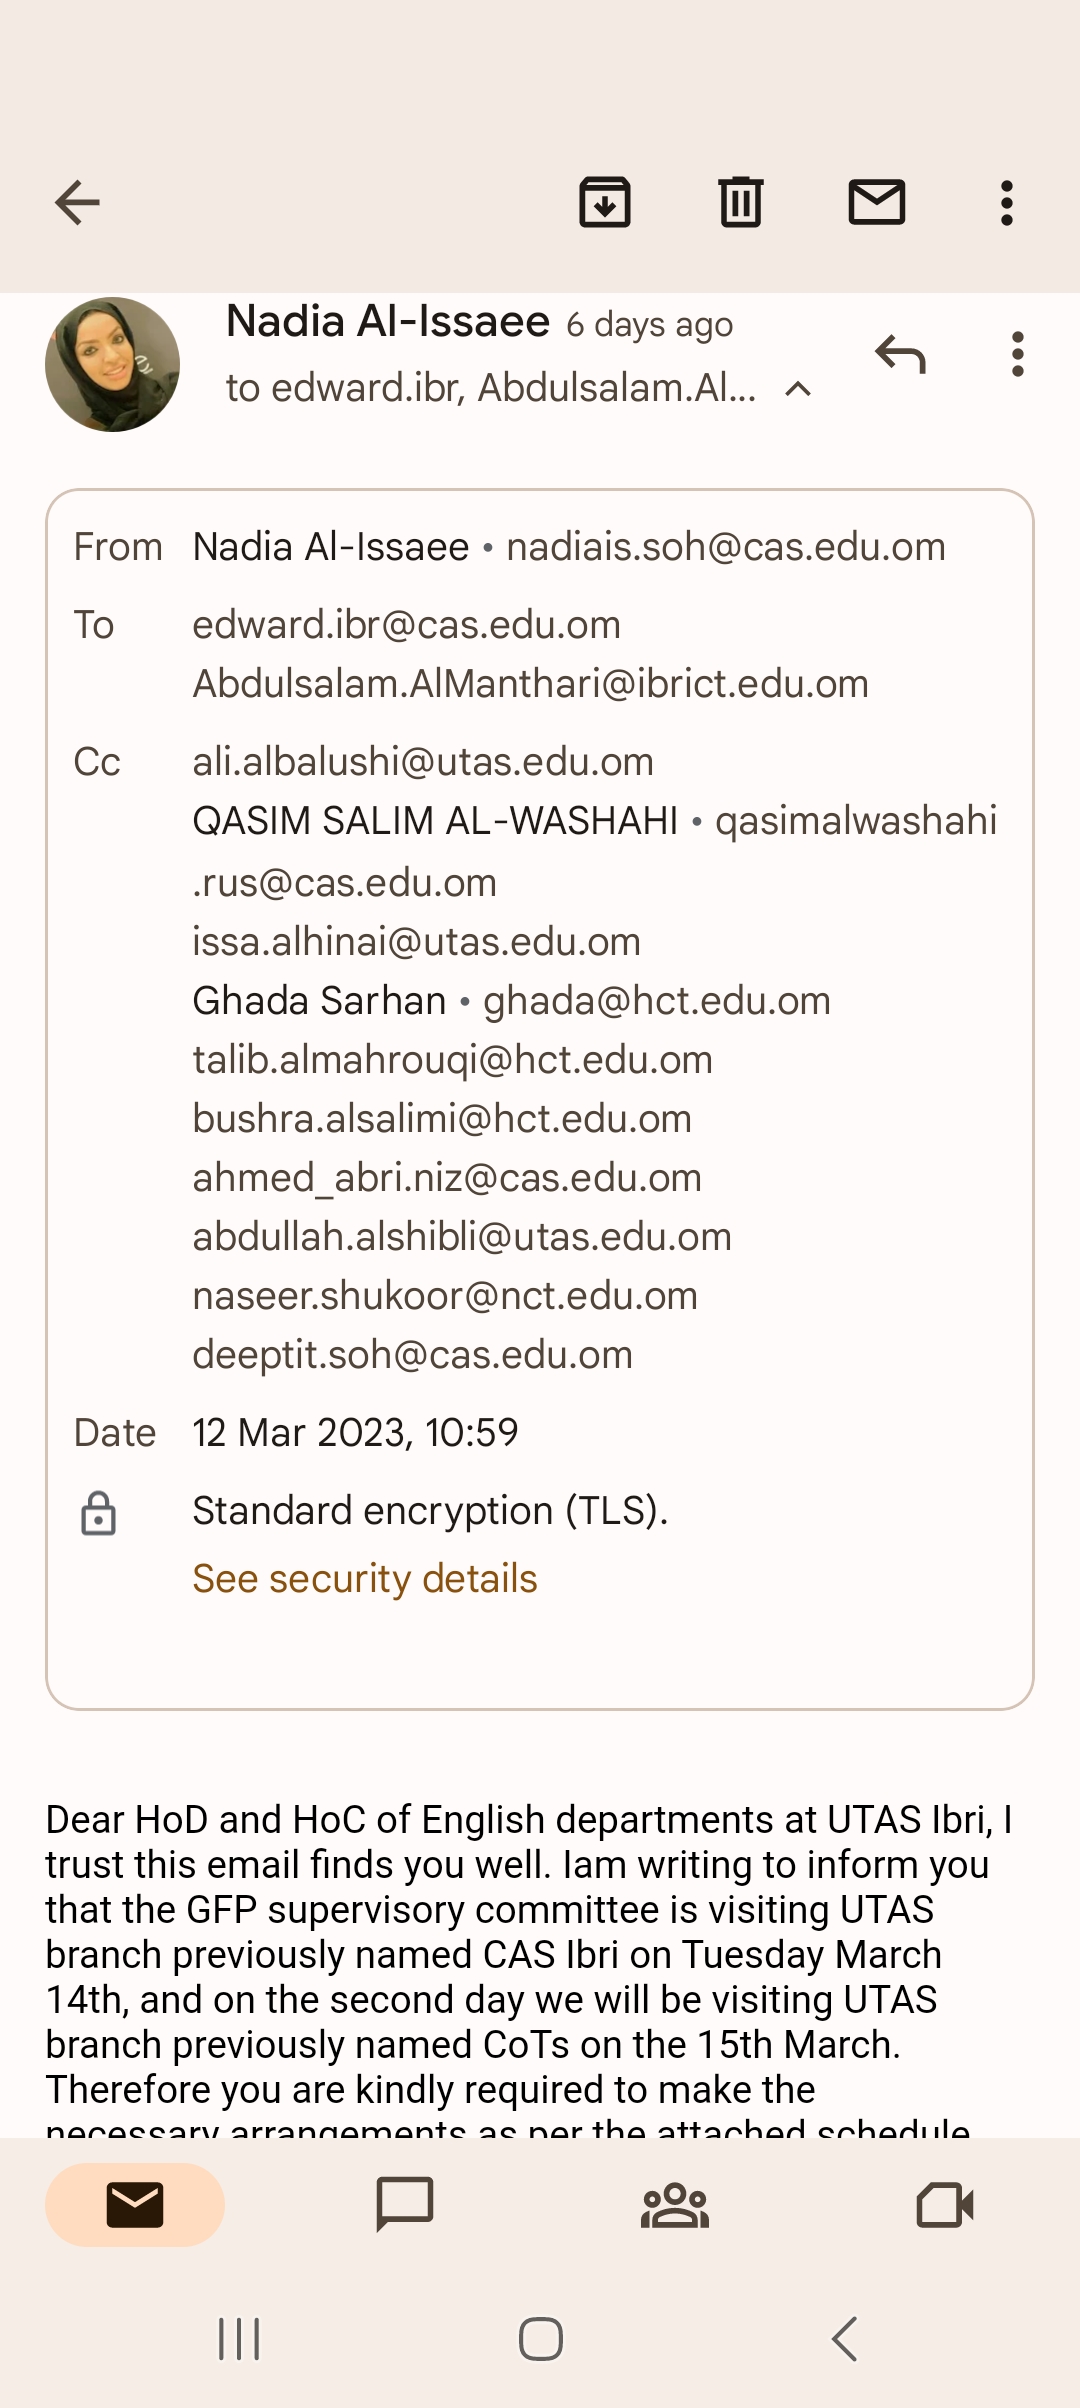 Nadia Al-Issaee 6 days ago
to edward.ibr, Abdulsalam.Al...
From Nadia Al-Issaee • nadiais.soh@cas.edu.om
To edward.ibr@cas.edu.om
Abdulsalam.AlManthari@ibrict.edu.om
Cc ali.albalushi@utas.edu.om
QASIM SALIM AL-WASHAHI • qasimalwashahi
.rus@cas.edu.om
issa.alhinai@utas.edu.om
Ghada Sarhan • ghada@hct.edu.om
talib.almahrouqi@hct.edu.om
bushra.alsalimi@hct.edu.om
ahmed_abri.niz@cas.edu.om
abdullah.alshibli@utas.edu.om
naseer.shukoor@nct.edu.om
deeptit.soh@cas.edu.om
Date 12 Mar 2023, 10:59
Standard encryption (TLS).
See security details
Dear HoD and HoC of English departments at UTAS Ibri, I
trust this email finds you well. Iam writing to inform you
that the GFP supervisory committee is visiting UTAS
branch previously named CAS Ibri on Tuesday March
14th, and on the second day we will be visiting UTAS
branch previously named CoTs on the 15th March.
Therefore you are kindly required to make the
necessary arrangements as per the attached schedule